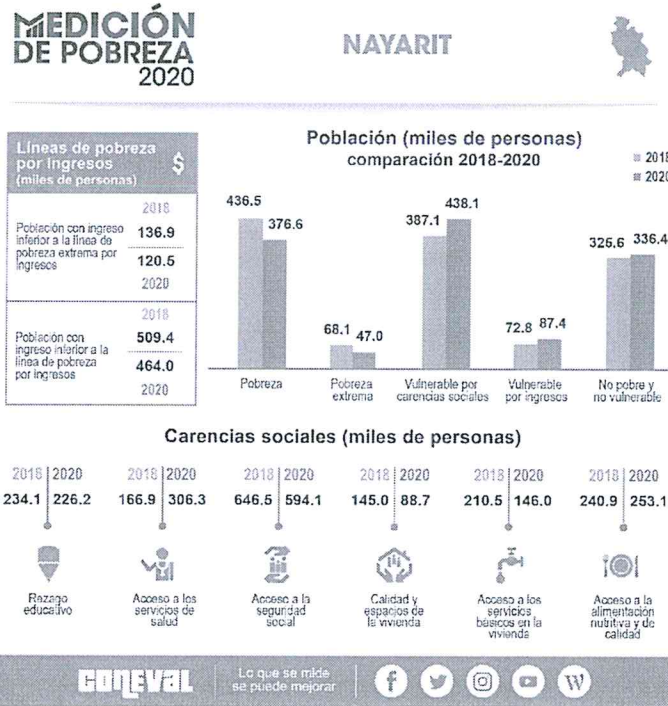 MEDICIÓN
DE POBREZA
2020
NAYARIT
Líneas de pobreza
por ingresos
(miles de personas)
$
2018
Población con ingreso
inferior a la línea de
pobreza extrema por
ingresos
136.9
120.5
2020
2018
Población con
ingreso inferior a la
línea de pobreza
por ingresos
509.4
464.0
2020
Población (miles de personas)
comparación 2018-2020
2018
2020
436.5
376.6
68.1
47.0
387.1
438.1
72.8
87.4
325.6
336.4
Pobreza
Pobreza
extrema
Vulnerable por
carencias sociales
Vulnerable
por ingresos
No pobre y
no vulnerable
Carencias sociales (miles de personas)
2018 2020
234.1 226.2
Rezago
educativo
2018 2020
166.9 306.3
Acceso a los
servicios de
salud
2018 2020
646.5 594.1
Acceso a la
seguridad
social
2018 2020
145.0 88.7
Calidad y
espacios de
la vivienda
2018 2020
210.5 146.0
Acceso a los
servicios
básicos en la
vivienda
2018 2020
240.9 253.1
Acceso a la
alimentación
nutritiva y de
calidad
coneval
Lo que se mide
se puede mejorar
f
W